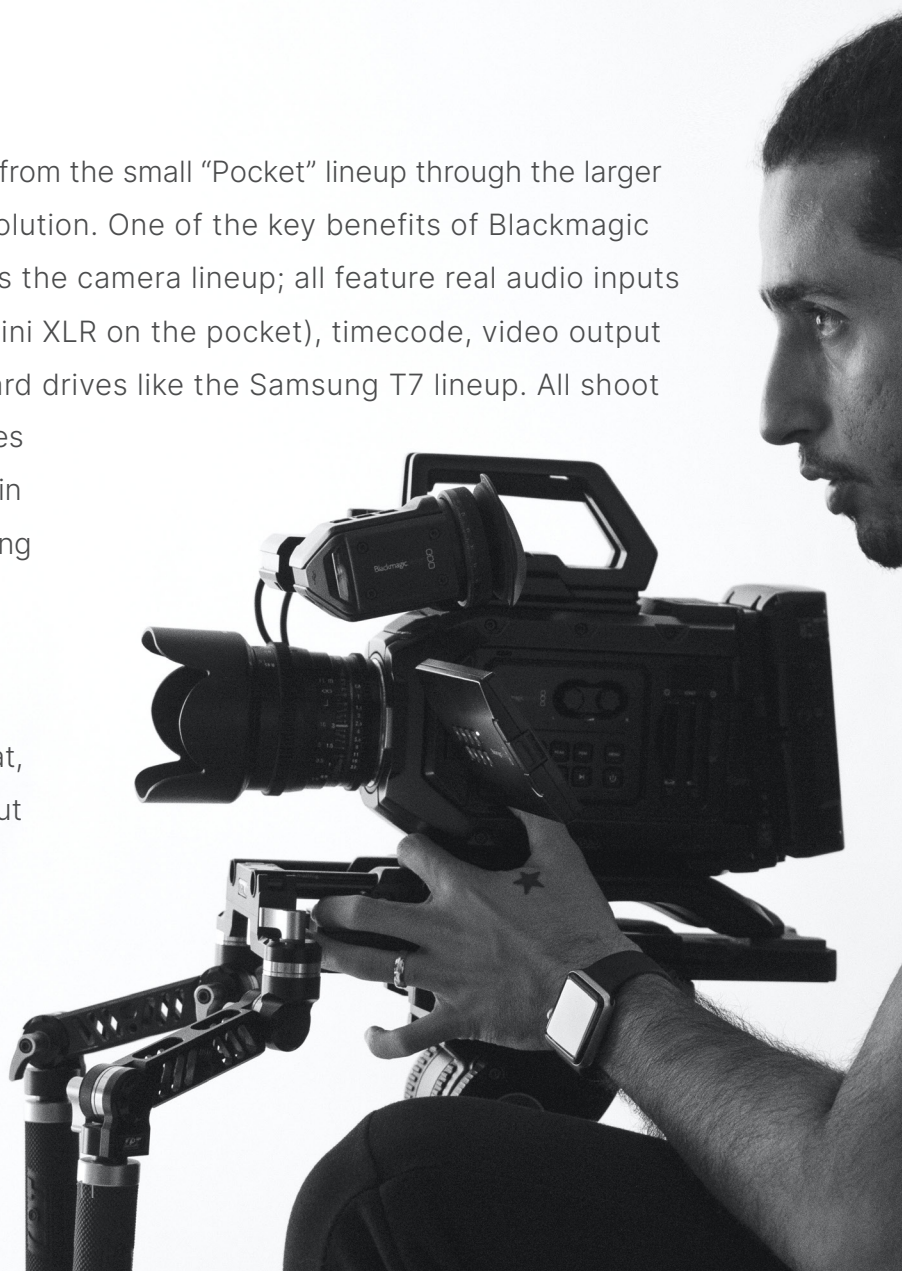 from the small “Pocket” lineup through the larger
olution. One of the key benefits of Blackmagic
s the camera lineup; all feature real audio inputs
ini XLR on the pocket), timecode, video output
ard drives like the Samsung T7 lineup. All shoot
es
in
ng
Blackmagic
at,
ut